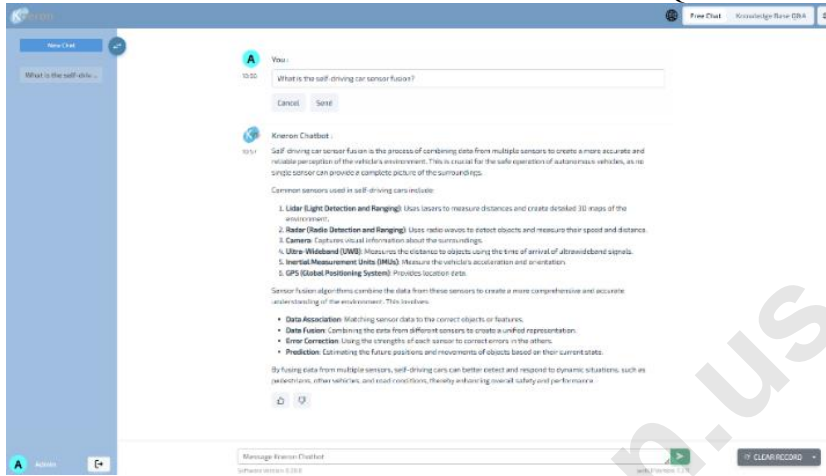 Kneron
Free Chat
Knowledge Base Q&A
New Chat
What is the self-driv...
A
You :
What is the self-driving car sensor fusion?
Cancel Send
Kneron Chatbot :
10:57
Self-driving car sensor fusion is the process of combining data from multiple sensors to create a more accurate and
reliable perception of the vehicle's environment. This is crucial for the safe operation of autonomous vehicles, as no
single sensor can provide a complete picture of the surroundings.
Common sensors used in self-driving cars include:
1. Lidar (Light Detection and Ranging): Uses lasers to measure distances and create detailed 3D maps of the
environment.
2. Radar (Radio Detection and Ranging): Uses radio waves to detect objects and measure their speed and distance.
3. Camera: Captures visual information about the surroundings.
4. Ultra-Wideband (UWB): Measures the distance to objects using the time of arrival of ultrawideband signals.
5. Inertial Measurement Units (IMUs): Measure the vehicle's acceleration and orientation.
6. GPS (Global Positioning System): Provides location data.
Sensor fusion algorithms combine the data from these sensors to create a more comprehensive and accurate
understanding of the environment. This involves:
• Data Association: Matching sensor data to the correct objects or features.
• Data Fusion: Combining the data from different sensors to create a unified representation.
• Error Correction: Using the strengths of each sensor to correct errors in the others.
• Prediction: Estimating the future positions and movements of objects based on their current state.
By fusing data from multiple sensors, self-driving cars can better detect and respond to dynamic situations, such as
pedestrians, other vehicles, and road conditions, thereby enhancing overall safety and performance.
Message Kneron Chatbot
CLEAR RECORD
A Admin
Software Version:
n.us